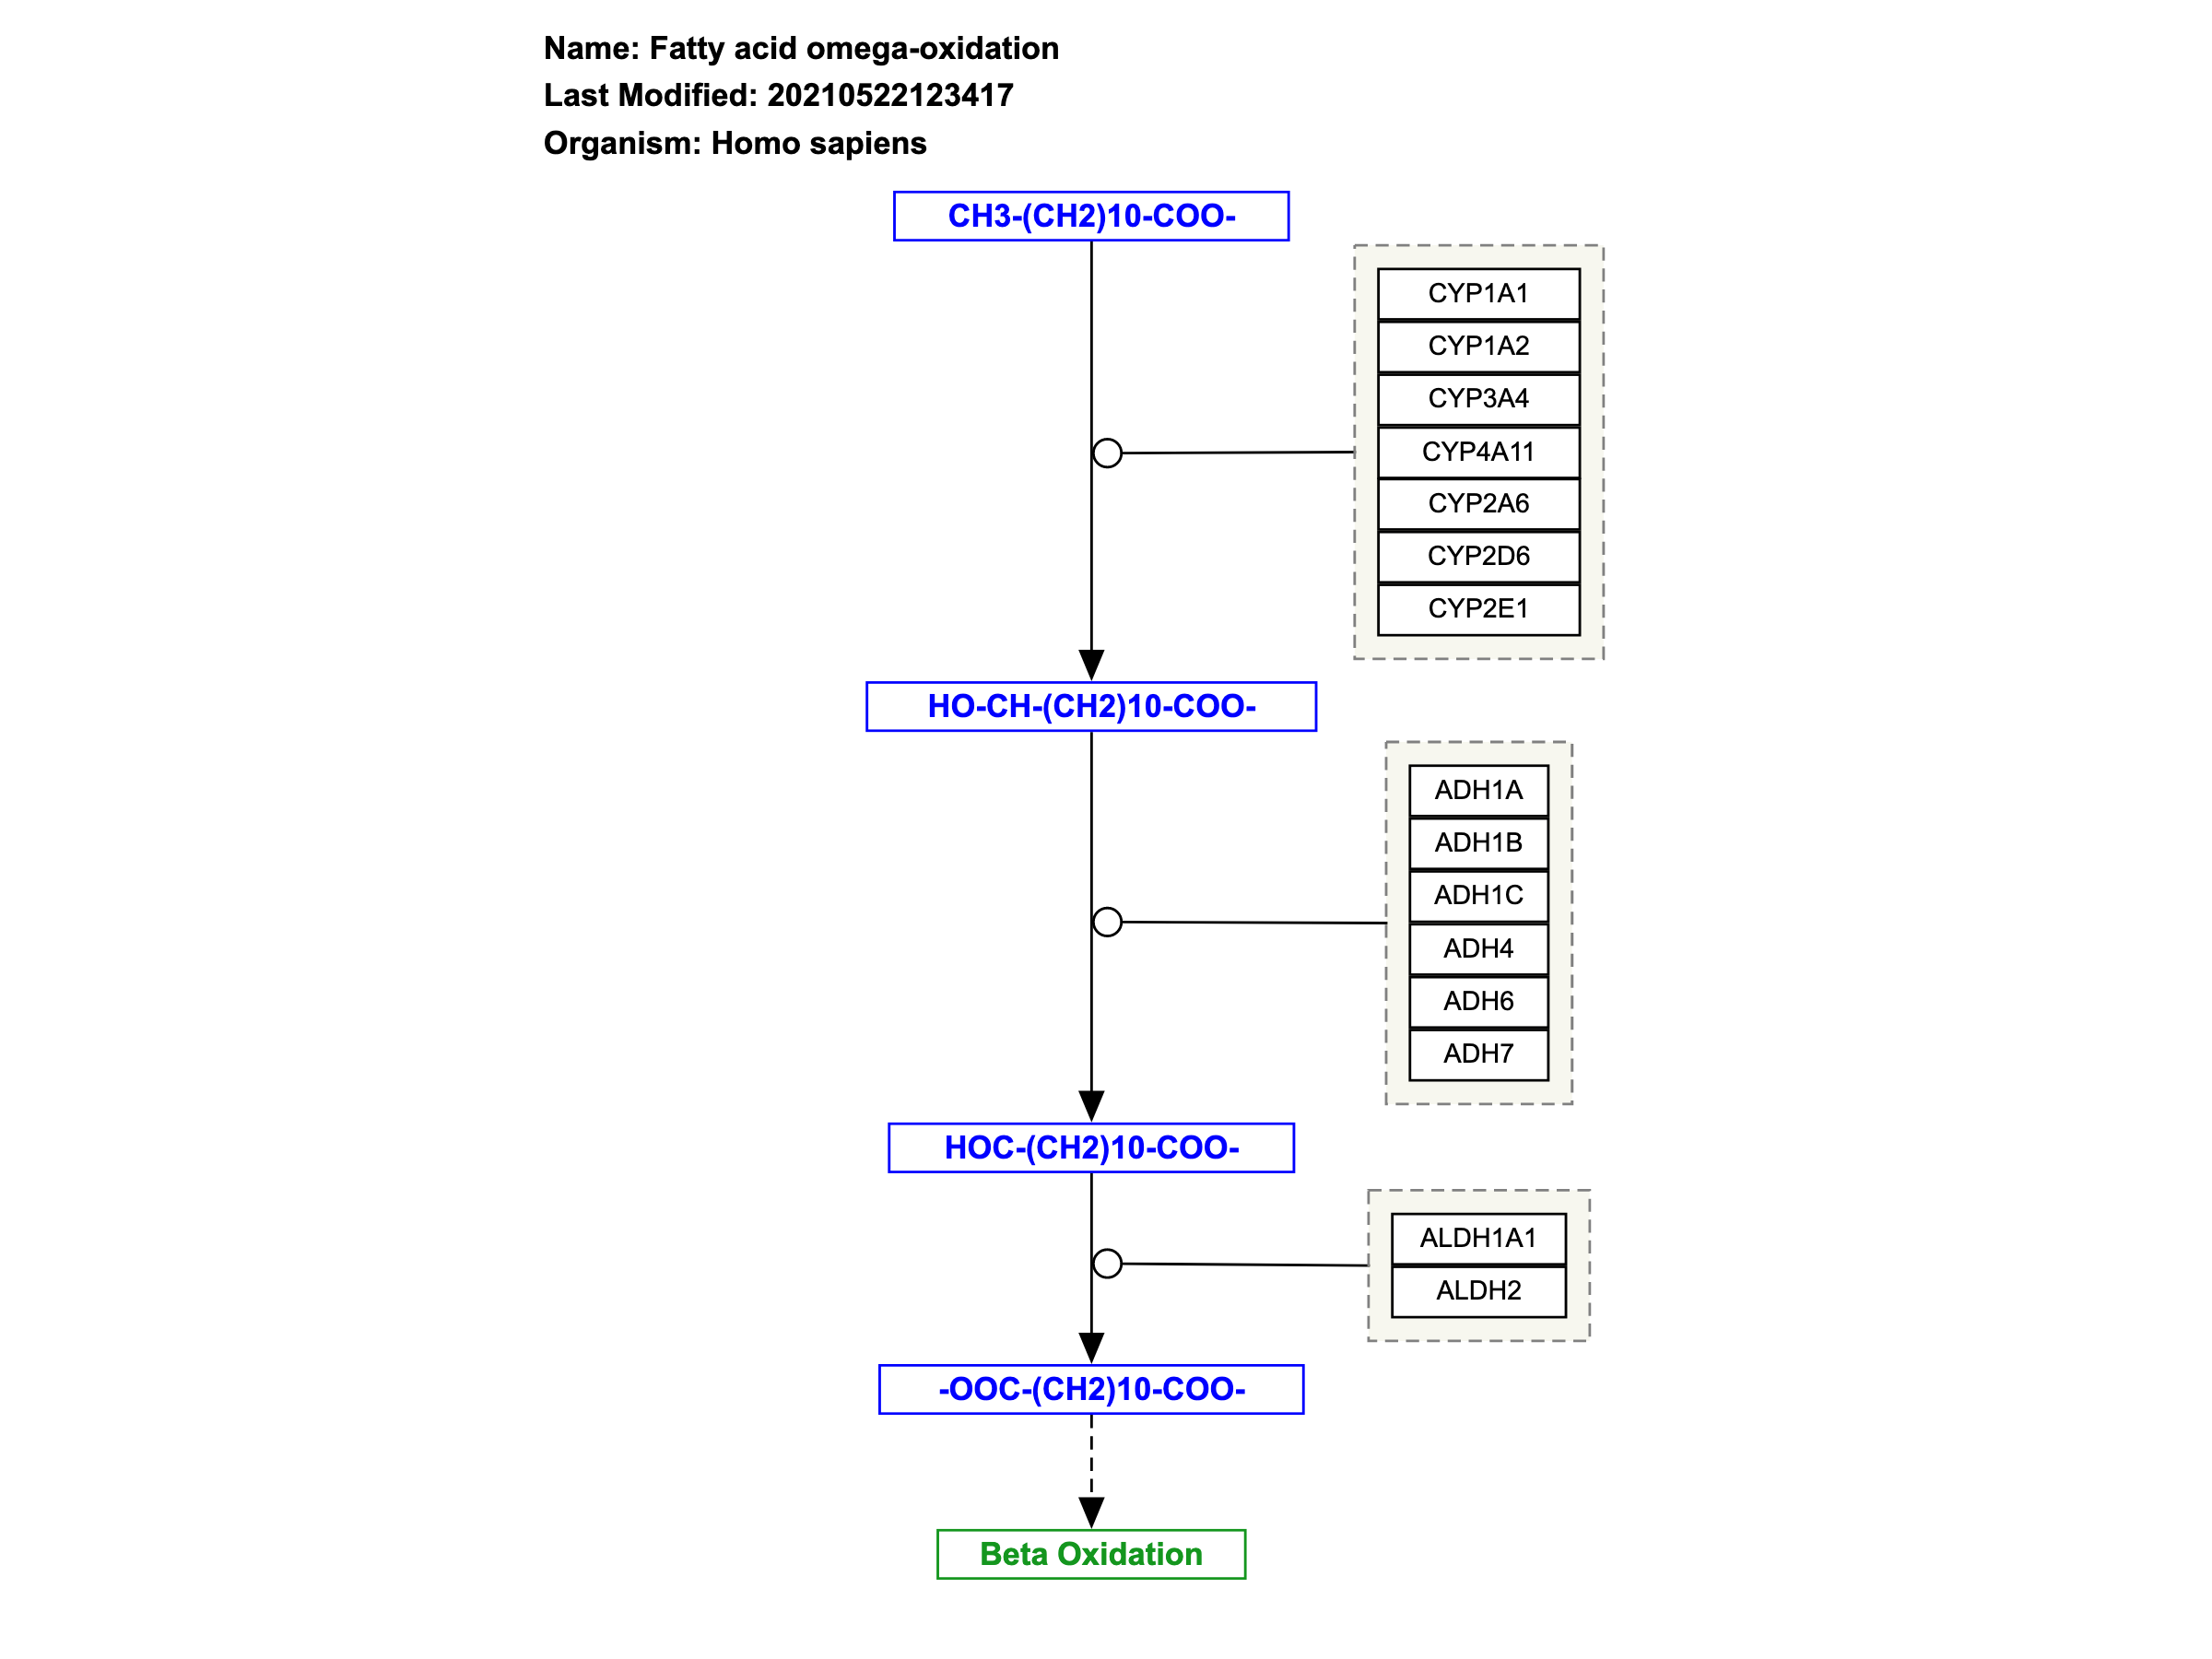 Name: Fatty acid omega-oxidation
Last Modified: 20210522123417
Organism: Homo sapiens
CH3-(CH2)10-COO-
CYP1A1
CYP1A2
CYP3A4
CYP4A11
CYP2A6
CYP2D6
CYP2E1
HO-CH-(CH2)10-COO-
ADH1A
ADH1B
ADH1C
ADH4
ADH6
ADH7
HOC-(CH2)10-COO-
ALDH1A1
ALDH2
-OOC-(CH2)10-COO-
Beta Oxidation